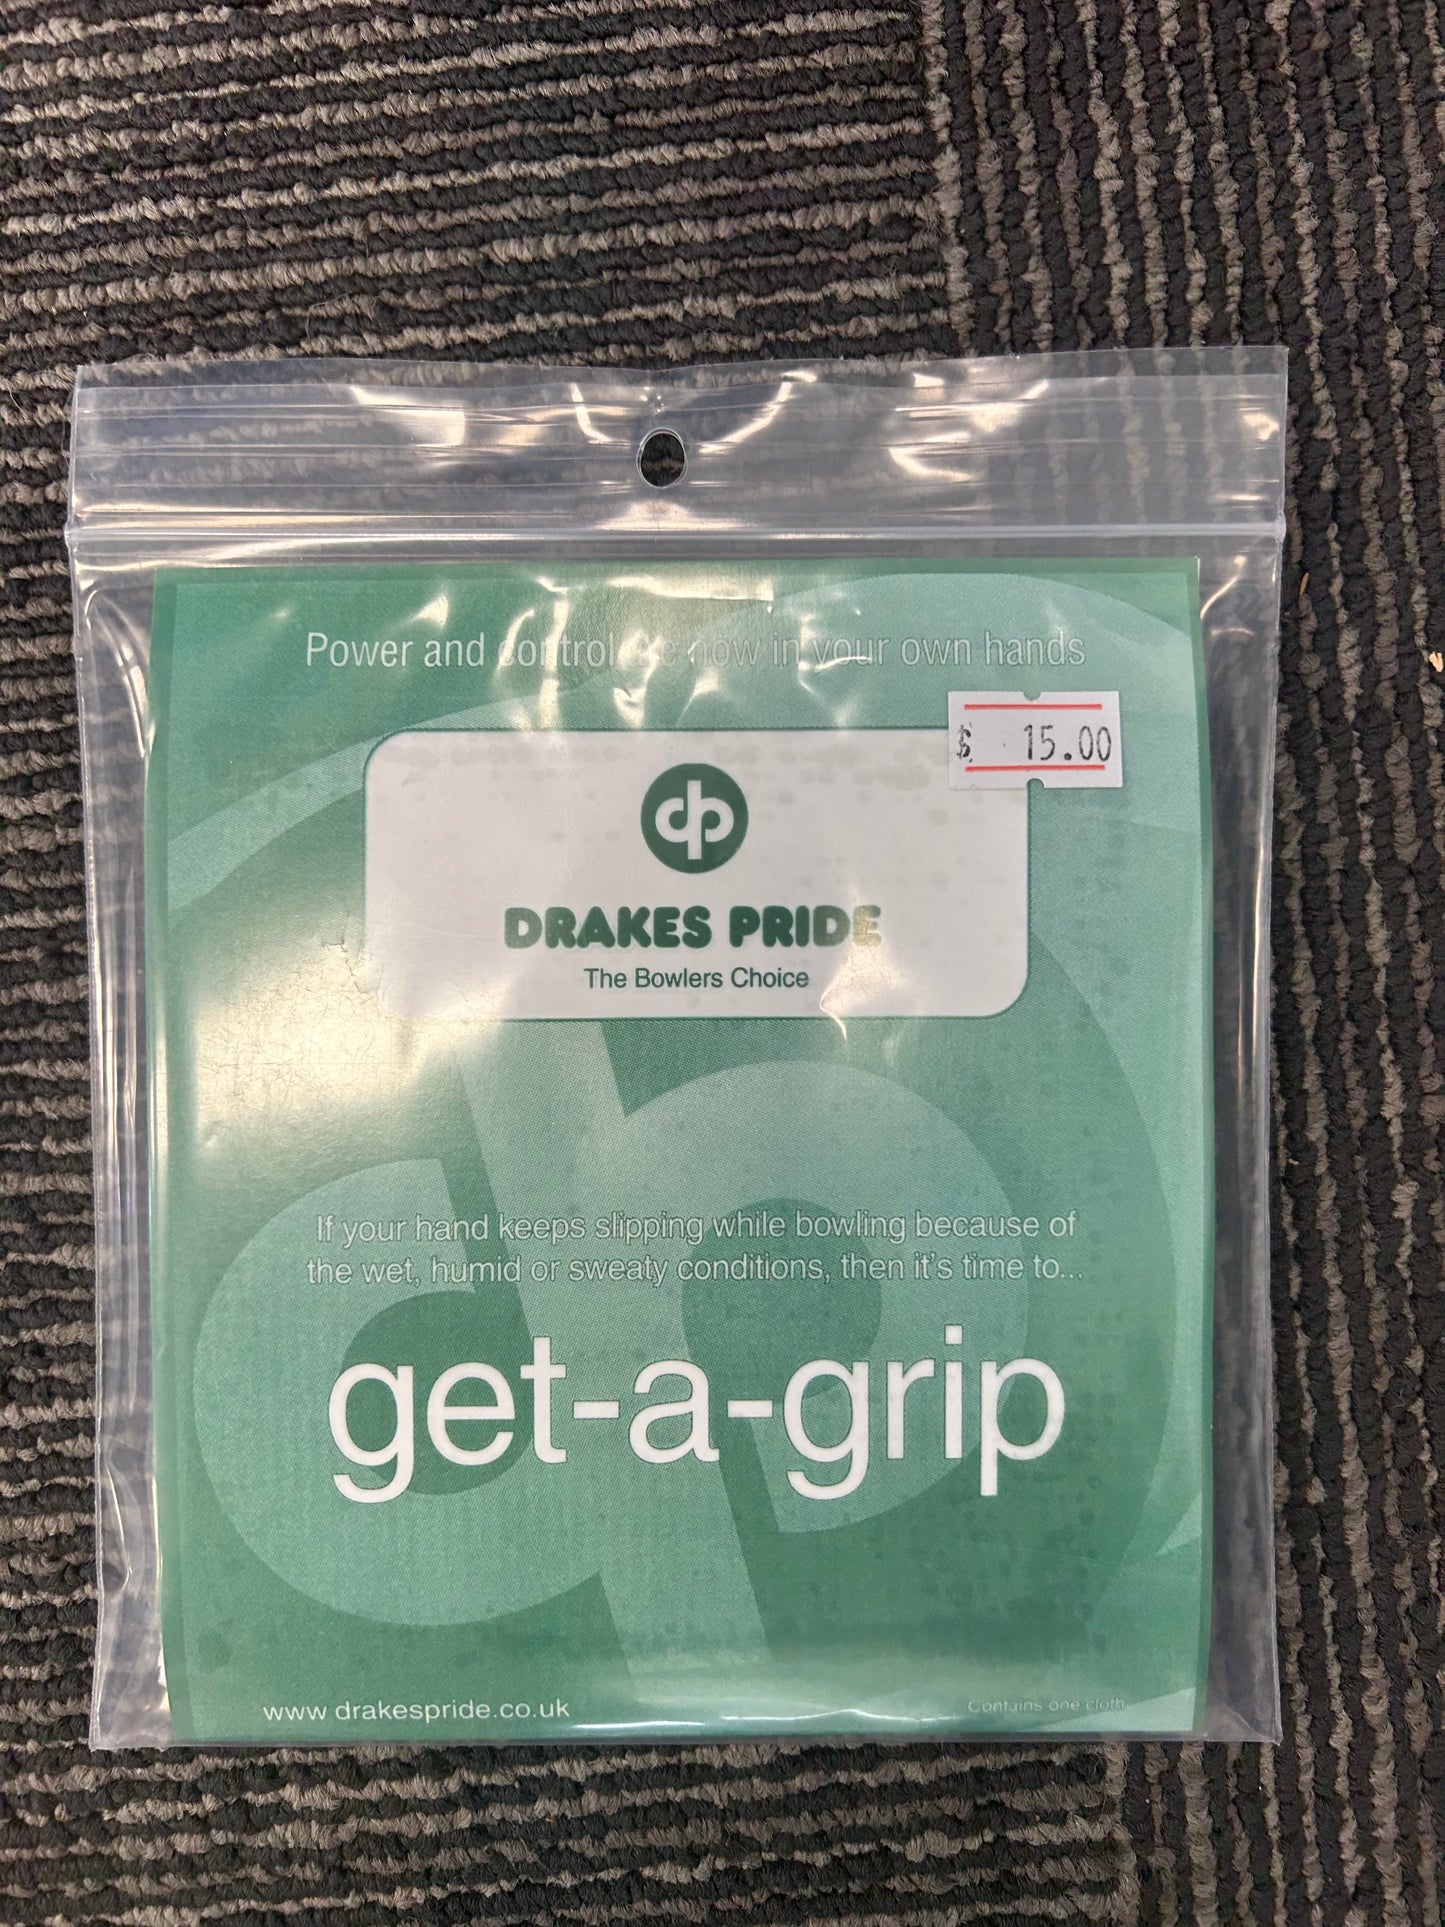 Power and control are now in your own hands
$ 15.00
dp
DRAKES PRIDE
The Bowlers Choice
If your hand keeps slipping while bowling because of
the wet, humid or sweaty conditions, then it's time to...
get-a-grip
www.drakespride.co.uk
Contains one cloth